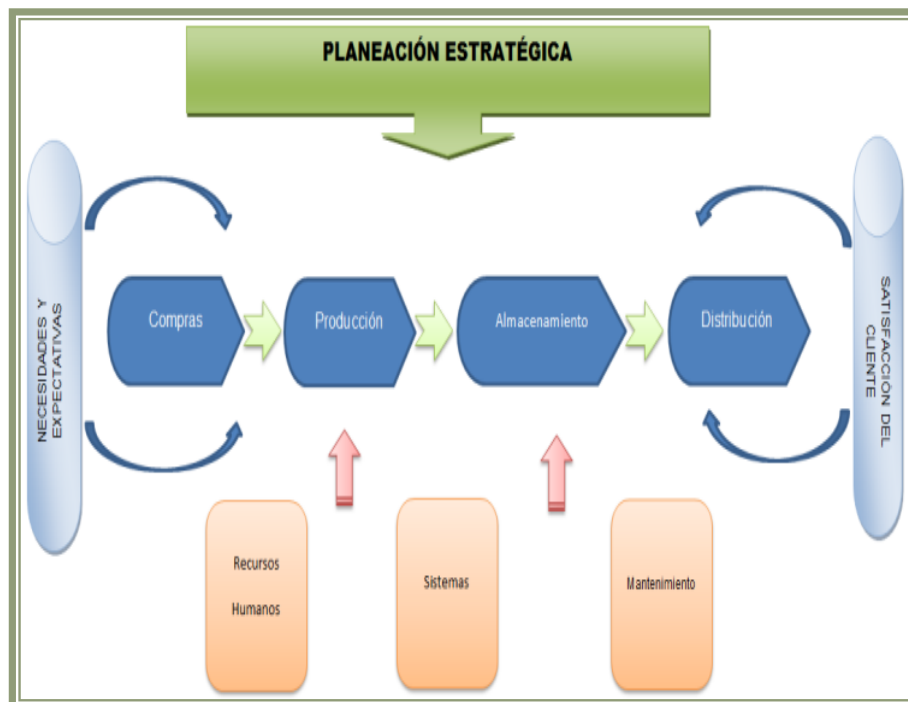 PLANEACIÓN ESTRATÉGICA
NECESIDADES Y
EXPECTATIVAS
Compras
Producción
Almacenamiento
Distribución
SATISFACCIÓN DEL
CLIENTE
Recursos
Humanos
Sistemas
Mantenimiento